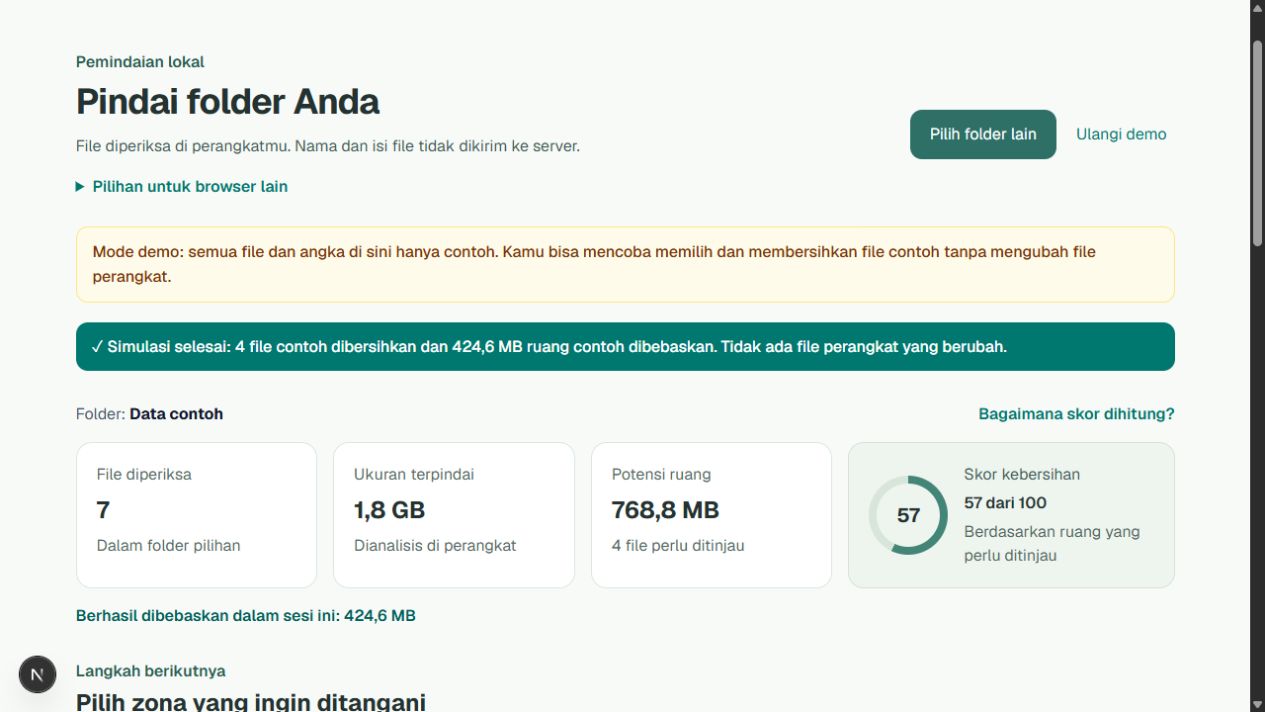 Pemindaian lokal
Pindai folder Anda
File diperiksa di perangkatmu. Nama dan isi file tidak dikirim ke server.
Pilih folder lain
Ulangi demo
Pilihan untuk browser lain
Mode demo: semua file dan angka di sini hanya contoh. Kamu bisa mencoba memilih dan membersihkan file contoh tanpa mengubah file
perangkat.
✓ Simulasi selesai: 4 file contoh dibersihkan dan 424,6 MB ruang contoh dibebaskan. Tidak ada file perangkat yang berubah.
Folder: Data contoh
Bagaimana skor dihitung?
File diperiksa
7
Dalam folder pilihan
Ukuran terpindai
1,8 GB
Dianalisis di perangkat
Potensi ruang
768,8 MB
4 file perlu ditinjau
57
Skor kebersihan
57 dari 100
Berdasarkan ruang yang
perlu ditinjau
Berhasil dibebaskan dalam sesi ini: 424,6 MB
N
Langkah berikutnya
Pilih zona yang ingin ditangani